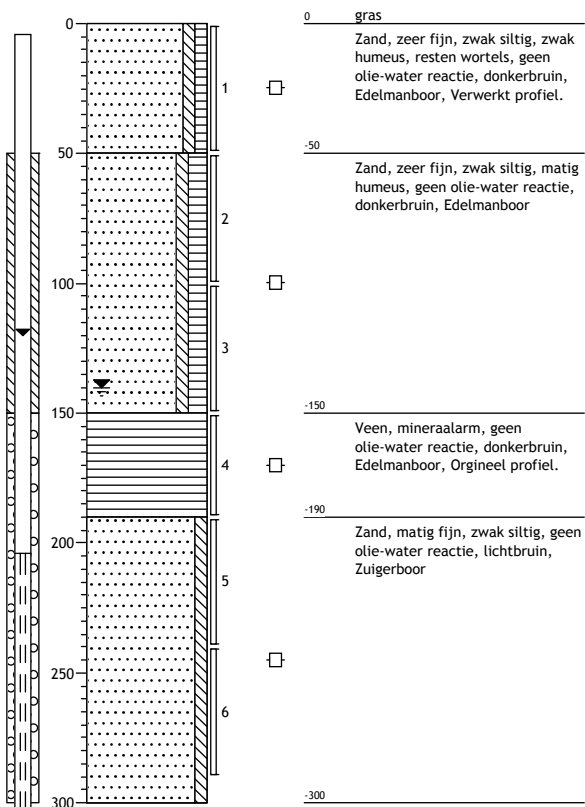 0
50
100
150
200
250
300
1
2
3
4
5
6
0 gras
Zand, zeer fijn, zwak siltig, zwak
humeus, resten wortels, geen
olie-water reactie, donkerbruin,
Edelmanboor, Verwerkt profiel.
-50
Zand, zeer fijn, zwak siltig, matig
humeus, geen olie-water reactie,
donkerbruin, Edelmanboor
-150
Veen, mineraalarm, geen
olie-water reactie, donkerbruin,
Edelmanboor, Orgineel profiel.
-190
Zand, matig fijn, zwak siltig, geen
olie-water reactie, lichtbruin,
Zuigerboor
-300